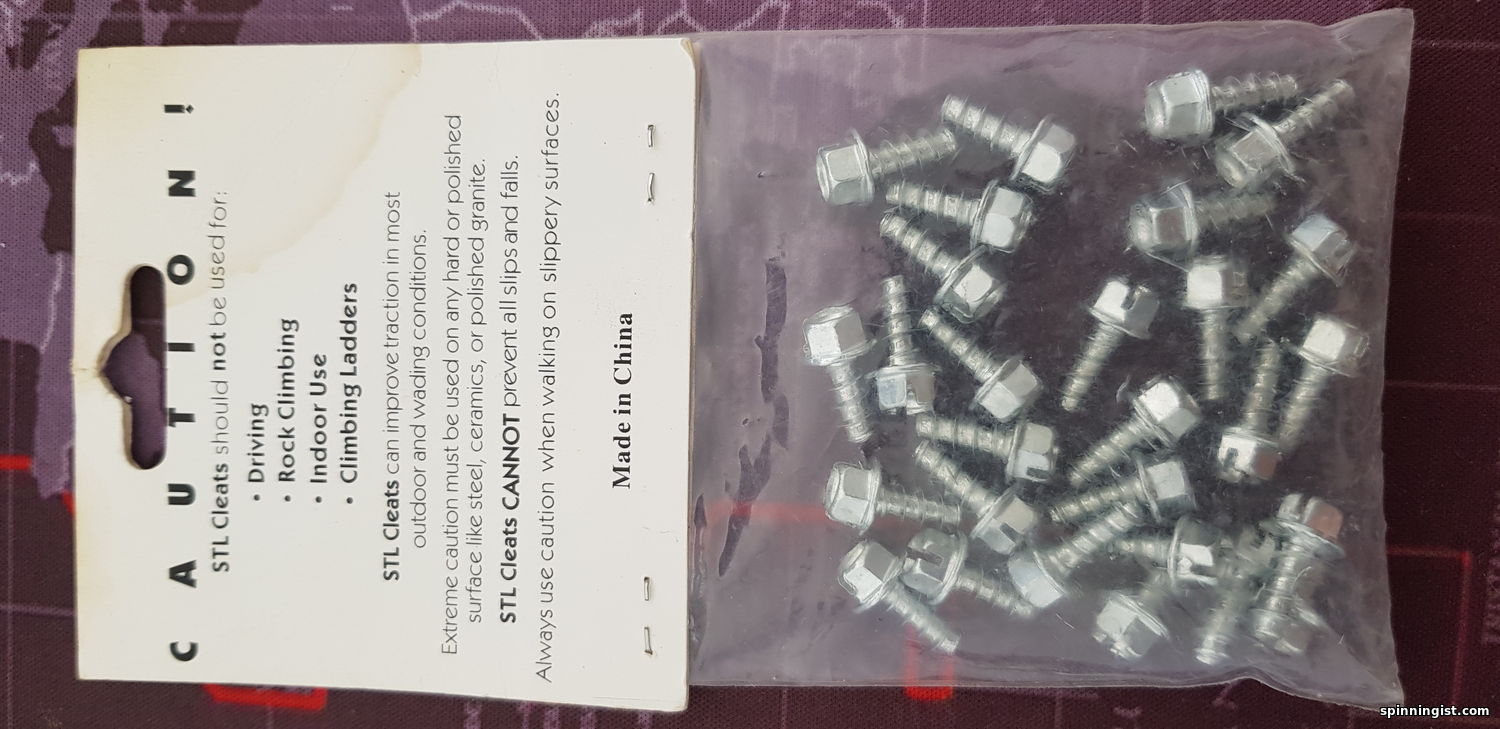 CAUTION!
STL Cleats should not be used for:
• Driving
• Rock Climbing
• Indoor Use
• Climbing Ladders
STL Cleats can improve traction in most
outdoor and wading conditions.
Extreme caution must be used on any hard or polished
surface like steel, ceramics, or polished granite.
STL Cleats CANNOT prevent all slips and falls.
Always use caution when walking on slippery surfaces.
Made in China
spinningist.com